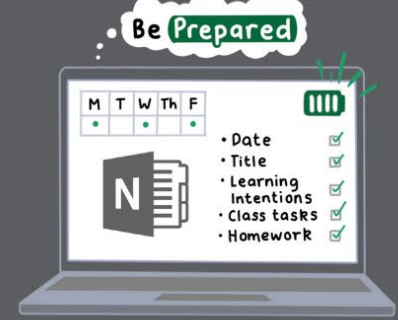 Be Prepared
M T W Th F
N
• Date
• Title
• Learning
Intentions
• Class tasks
• Homework